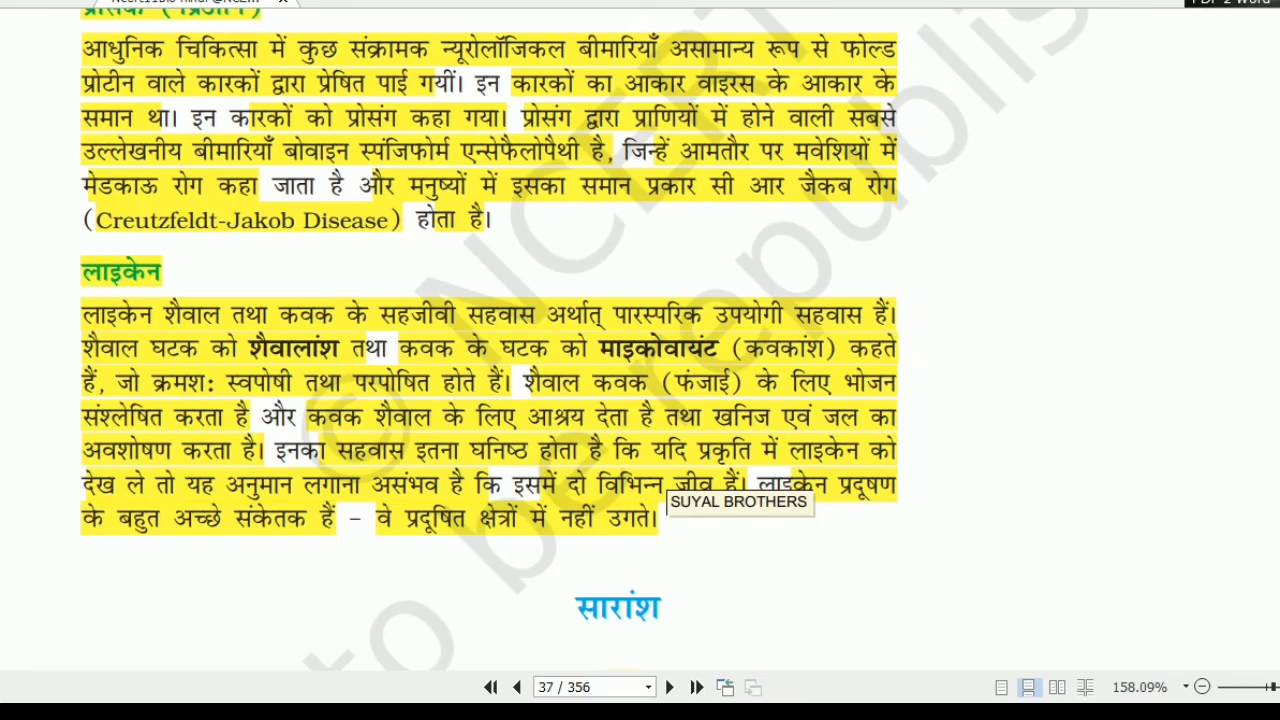 आधुनिक चिकित्सा में कुछ संक्रामक न्यूरोलॉजिकल बीमारियाँ असामान्य रूप से फोल्ड
प्रोटीन वाले कारकों द्वारा प्रेषित पाई गयीं। इन कारकों का आकार वाइरस के आकार के
समान था। इन कारकों को प्रोसंग कहा गया। प्रोसंग द्वारा प्राणियों में होने वाली सबसे
उल्लेखनीय बीमारियाँ बोवाइन स्पंजिफोर्म एन्सेफैलोपैथी है, जिन्हें आमतौर पर मवेशियों में
मेडकाऊ रोग कहा जाता है और मनुष्यों में इसका समान प्रकार सी आर जैकब रोग
(Creutzfeldt-Jakob Disease) होता है।
लाइकेन
लाइकेन शैवाल तथा कवक के सहजीवी सहवास अर्थात् पारस्परिक उपयोगी सहवास हैं।
शैवाल घटक को शैवालांश तथा कवक के घटक को माइकोवायंट (कवकांश) कहते
हैं, जो क्रमश: स्वपोषी तथा परपोषित होते हैं। शैवाल कवक (फंजाई) के लिए भोजन
संश्लेषित करता है और कवक शैवाल के लिए आश्रय देता है तथा खनिज एवं जल का
अवशोषण करता है। इनका सहवास इतना घनिष्ठ होता है कि यदि प्रकृति में लाइकेन को
देख ले तो यह अनुमान लगाना असंभव है कि इसमें दो विभिन्न जीव हैं। लाइकेन प्रदूषण
SUYAL BROTHERS
के बहुत अच्छे संकेतक हैं – वे प्रदूषित क्षेत्रों में नहीं उगते।
सारांश
© NCERT
to be republis
37 / 356
158.09%